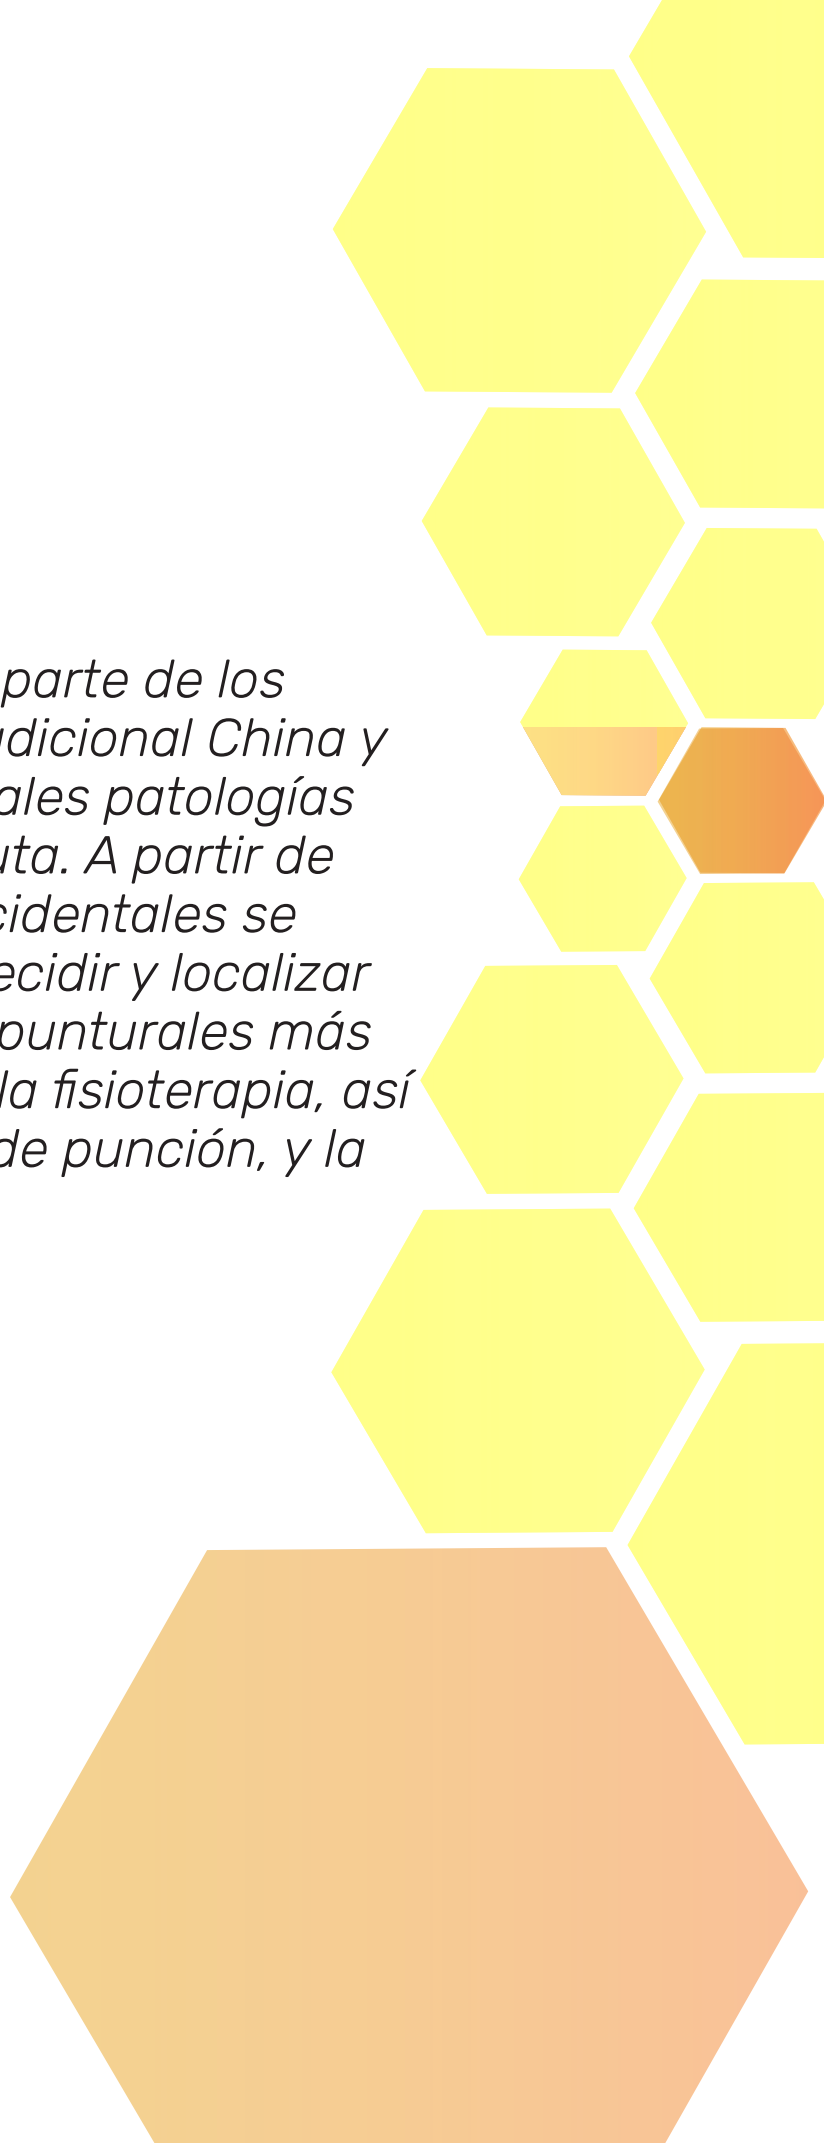 parte de los
adicional China y
ales patologías
uta. A partir de
cidentales se
ecidir y localizar
punturales más
la fisioterapia, así
de punción, y la